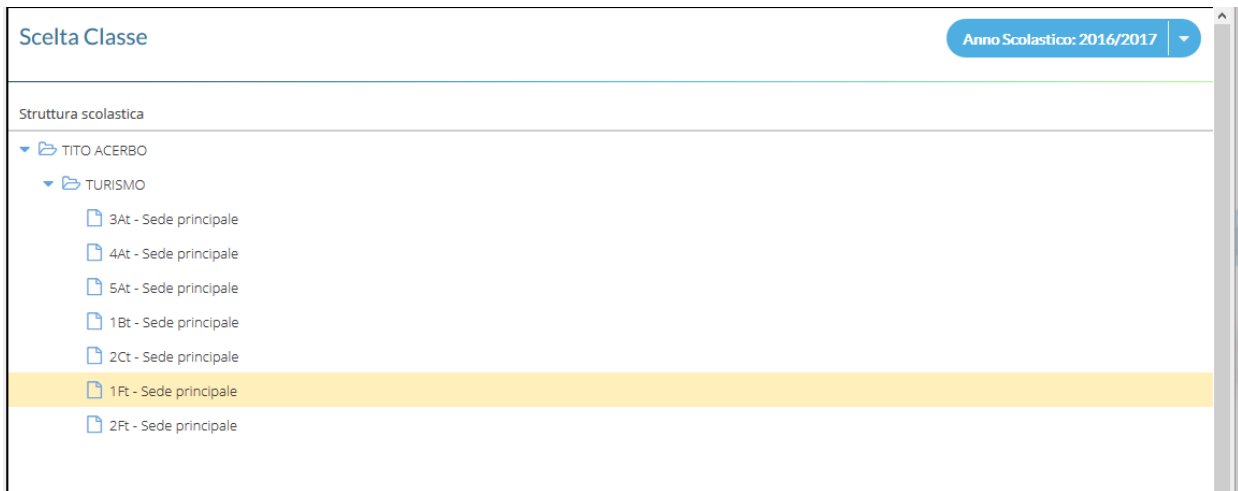 Scelta Classe
Anno Scolastico: 2016/2017
Struttura scolastica
TITO ACERBO
TURISMO
3At - Sede principale
4At - Sede principale
5At - Sede principale
1Bt - Sede principale
2Ct - Sede principale
1Ft - Sede principale
2Ft - Sede principale